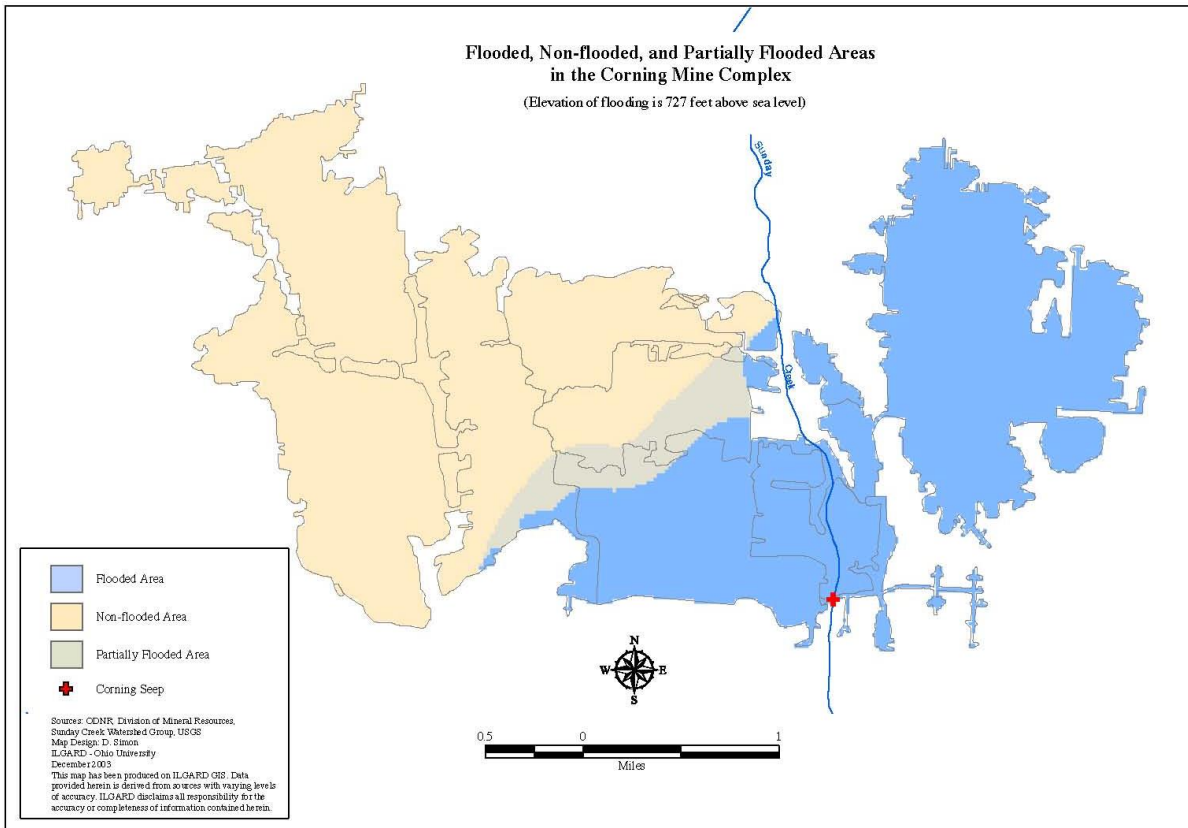 Flooded, Non-flooded, and Partially Flooded Areas
in the Corning Mine Complex
(Elevation of flooding is 727 feet above sea level)
Sunday
Creek
Flooded Area
Non-flooded Area
Partially Flooded Area
Corning Seep
Sources: ODNR, Division of Mineral Resources,
Sunday Creek Watershed Group, USGS
Map Design: D. Simon
ILGARD - Ohio University
December 2003
This map has been produced on ILGARD GIS. Data
provided herein is derived from sources with varying levels
of accuracy. ILGARD disclaims all responsibility for the
accuracy or completeness of information contained herein.
N
W E
S
0.5 0 1
Miles